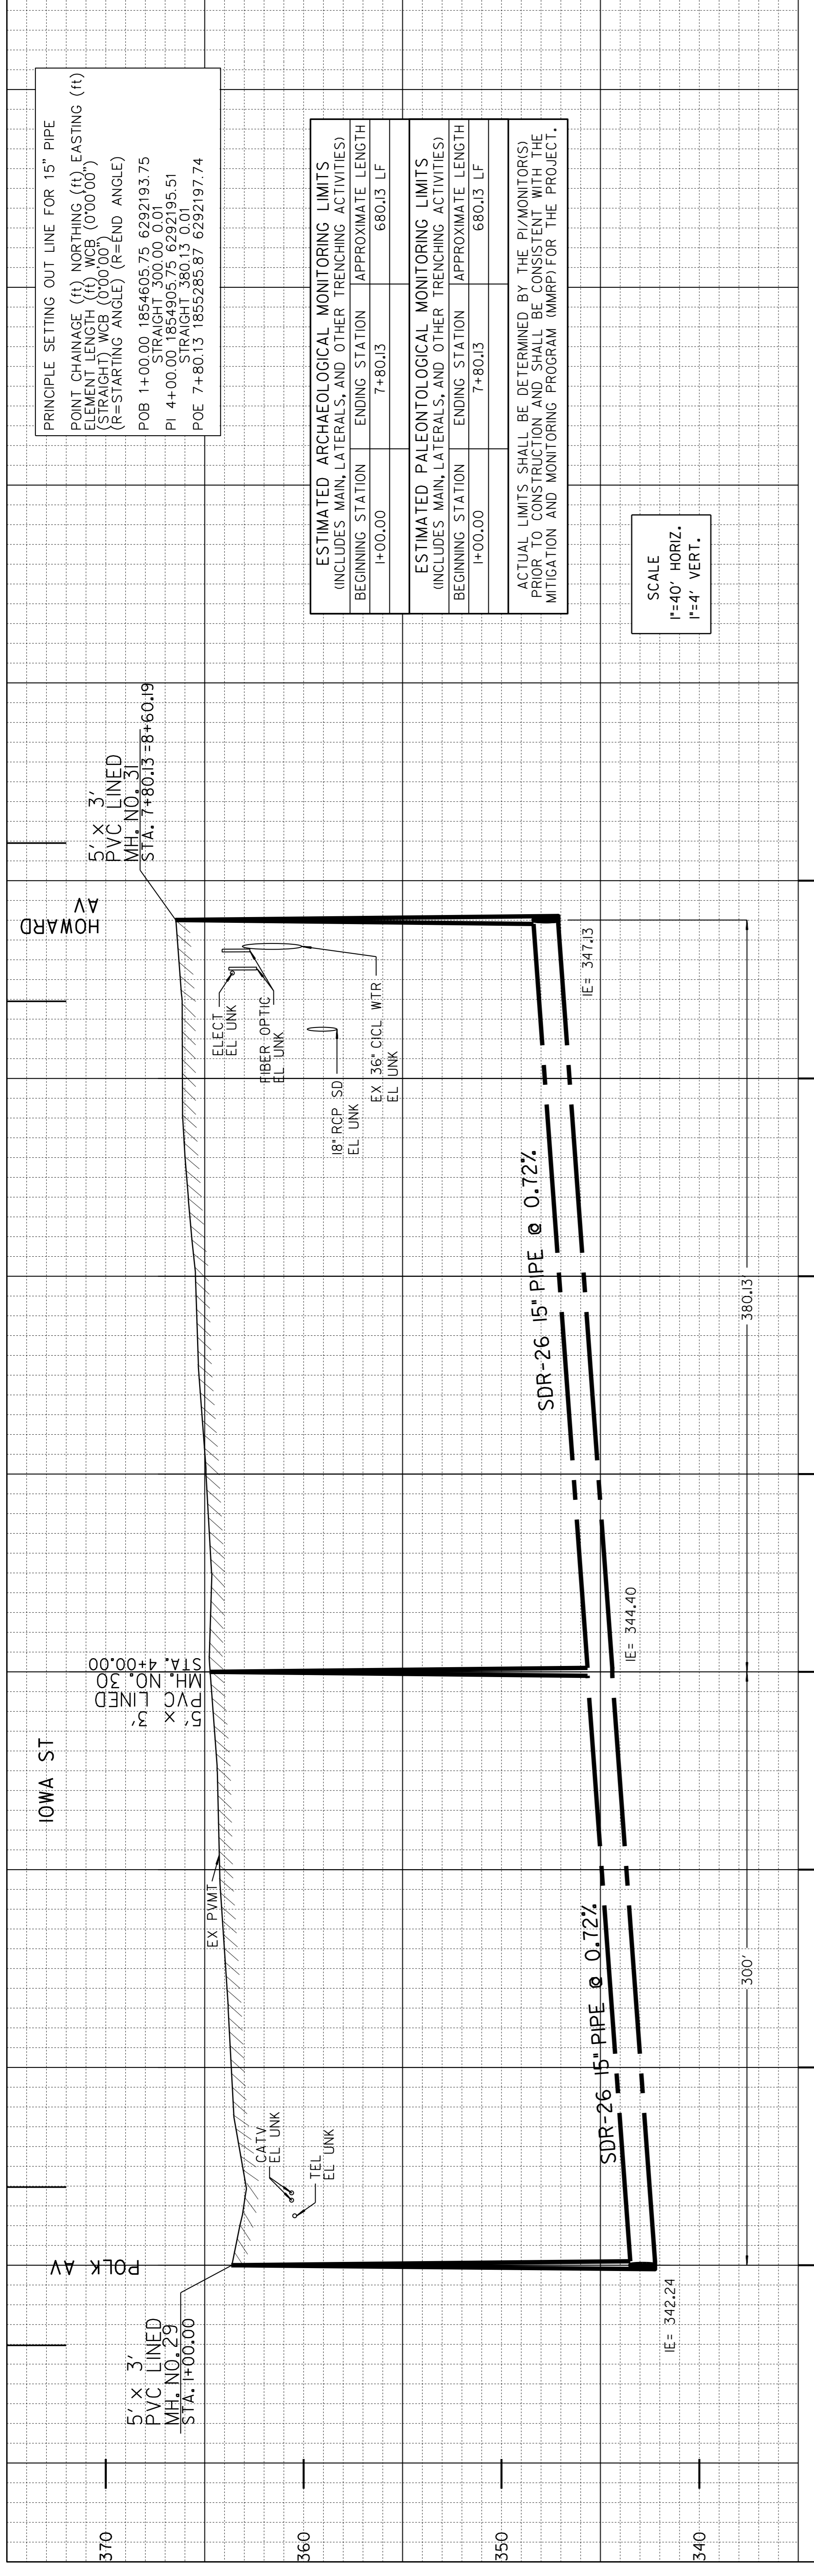 PRINCIPLE SETTING OUT LINE FOR 15" PIPE
POINT CHAINAGE (ft) NORTHING (ft) EASTING (ft)
ELEMENT LENGTH (ft) WCB (0°00'00")
(STRAIGHT) WCB (0°00'00")
(R=STARTING ANGLE) (R=END ANGLE)
POB 1+00.00 1854605.75 6292193.75
STRAIGHT 300.00 0.01
PI 4+00.00 1854905.75 6292195.51
STRAIGHT 380.13 0.01
POE 7+80.13 1855285.87 6292197.74
ESTIMATED ARCHAEOLOGICAL MONITORING LIMITS
(INCLUDES MAIN, LATERALS, AND OTHER TRENCHING ACTIVITIES)
BEGINNING STATION ENDING STATION APPROXIMATE LENGTH
1+00.00 7+80.13 680.13 LF
ESTIMATED PALEONTOLOGICAL MONITORING LIMITS
(INCLUDES MAIN, LATERALS, AND OTHER TRENCHING ACTIVITIES)
BEGINNING STATION ENDING STATION APPROXIMATE LENGTH
1+00.00 7+80.13 680.13 LF
ACTUAL LIMITS SHALL BE DETERMINED BY THE PI/MONITOR(S)
PRIOR TO CONSTRUCTION AND SHALL BE CONSISTENT WITH THE
MITIGATION AND MONITORING PROGRAM (MMRP) FOR THE PROJECT.
SCALE
1"=40' HORIZ.
1"=4' VERT.
IOWA ST
POLK AV
HOWARD
AV
5' x 3'
PVC LINED
MH. NO. 29
STA. 1+00.00
5' x 3'
PVC LINED
MH. NO. 30
STA. 4+00.00
5' x 3'
PVC LINED
MH. NO. 31
STA. 7+80.13 =8+60.19
EX PVMT
CATV
EL UNK
TEL
EL UNK
ELECT
EL UNK
FIBER OPTIC
EL UNK
18" RCP SD
EL UNK
EX 36" CICL WTR
EL UNK
SDR-26 15" PIPE @ 0.72%
SDR-26 15" PIPE @ 0.72%
IE= 342.24
IE= 344.40
IE= 347.13
300'
380.13'
370
360
350
340